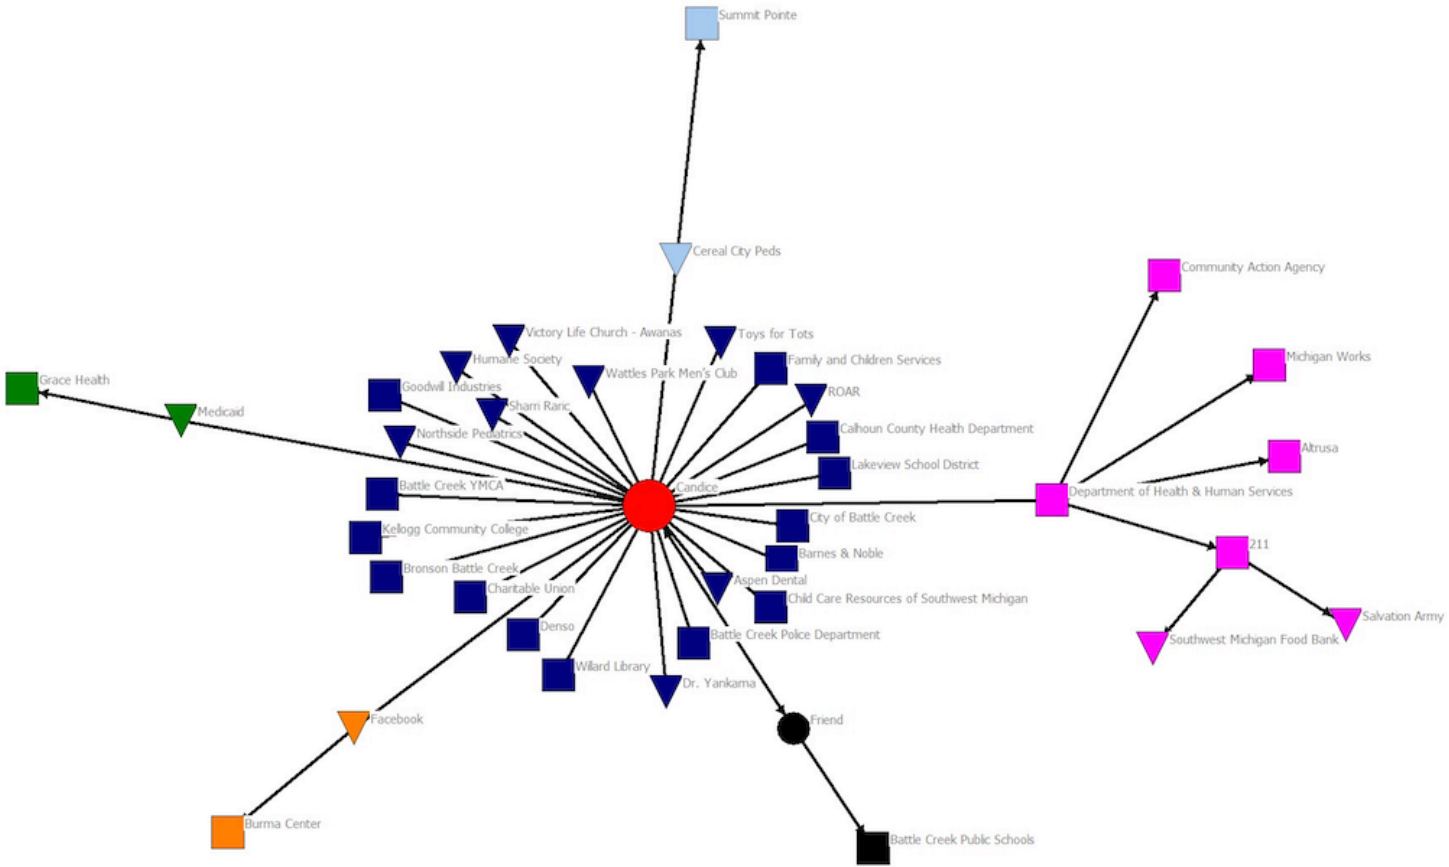 Summit Pointe
Cereal City Peds
Community Action Agency
Victory Life Church - Awanas
Toys for Tots
Humane Society
Family and Children Services
Michigan Works
Wattles Park Men's Club
Grace Health
Goodwill Industries
ROAR
Sharri Raric
Medicaid
Calhoun County Health Department
Northside Pediatrics
Altrusa
Lakeview School District
Battle Creek YMCA
Candice
Department of Health & Human Services
City of Battle Creek
Kellogg Community College
211
Barnes & Noble
Bronson Battle Creek
Aspen Dental
Charitable Union
Child Care Resources of Southwest Michigan
Salvation Army
Denso
Battle Creek Police Department
Southwest Michigan Food Bank
Willard Library
Dr. Yankama
Facebook
Friend
Burma Center
Battle Creek Public Schools